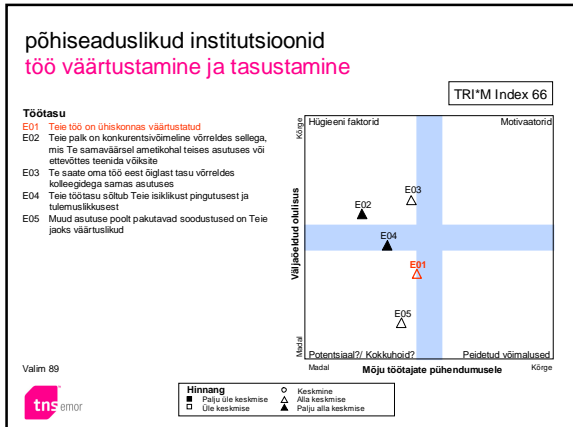 põhiseaduslikud institutsioonid
töö väärtustamine ja tasustamine
TRI*M Index 66
Töötasu
E01 Teie töö on ühiskonnas väärtustatud
E02 Teie palk on konkurentsivõimeline võrreldes sellega,
mis Te samaväärsel ametikohal teises asutuses või
ettevõttes teenida võiksite
E03 Te saate oma töö eest õiglast tasu võrreldes
kolleegidega samas asutuses
E04 Teie töötasu sõltub Teie isiklikust pingutusest ja
tulemuslikkusest
E05 Muud asutuse poolt pakutavad soodustused on Teie
jaoks väärtuslikud
Kõrge
Väljaöeldud olulisus
Madal
Hügieni faktorid
Motivaatorid
E03
E02
E04
E01
E05
Potentsiaal?/ Kokkuhoid?
Peidetud võimalused
Madal
Mõju töötajate pühendumusele
Kõrge
Valim 89
Hinnang
Palju üle keskmise
Üle keskmise
Keskmine
Alla keskmise
Palju alla keskmise
tns emor